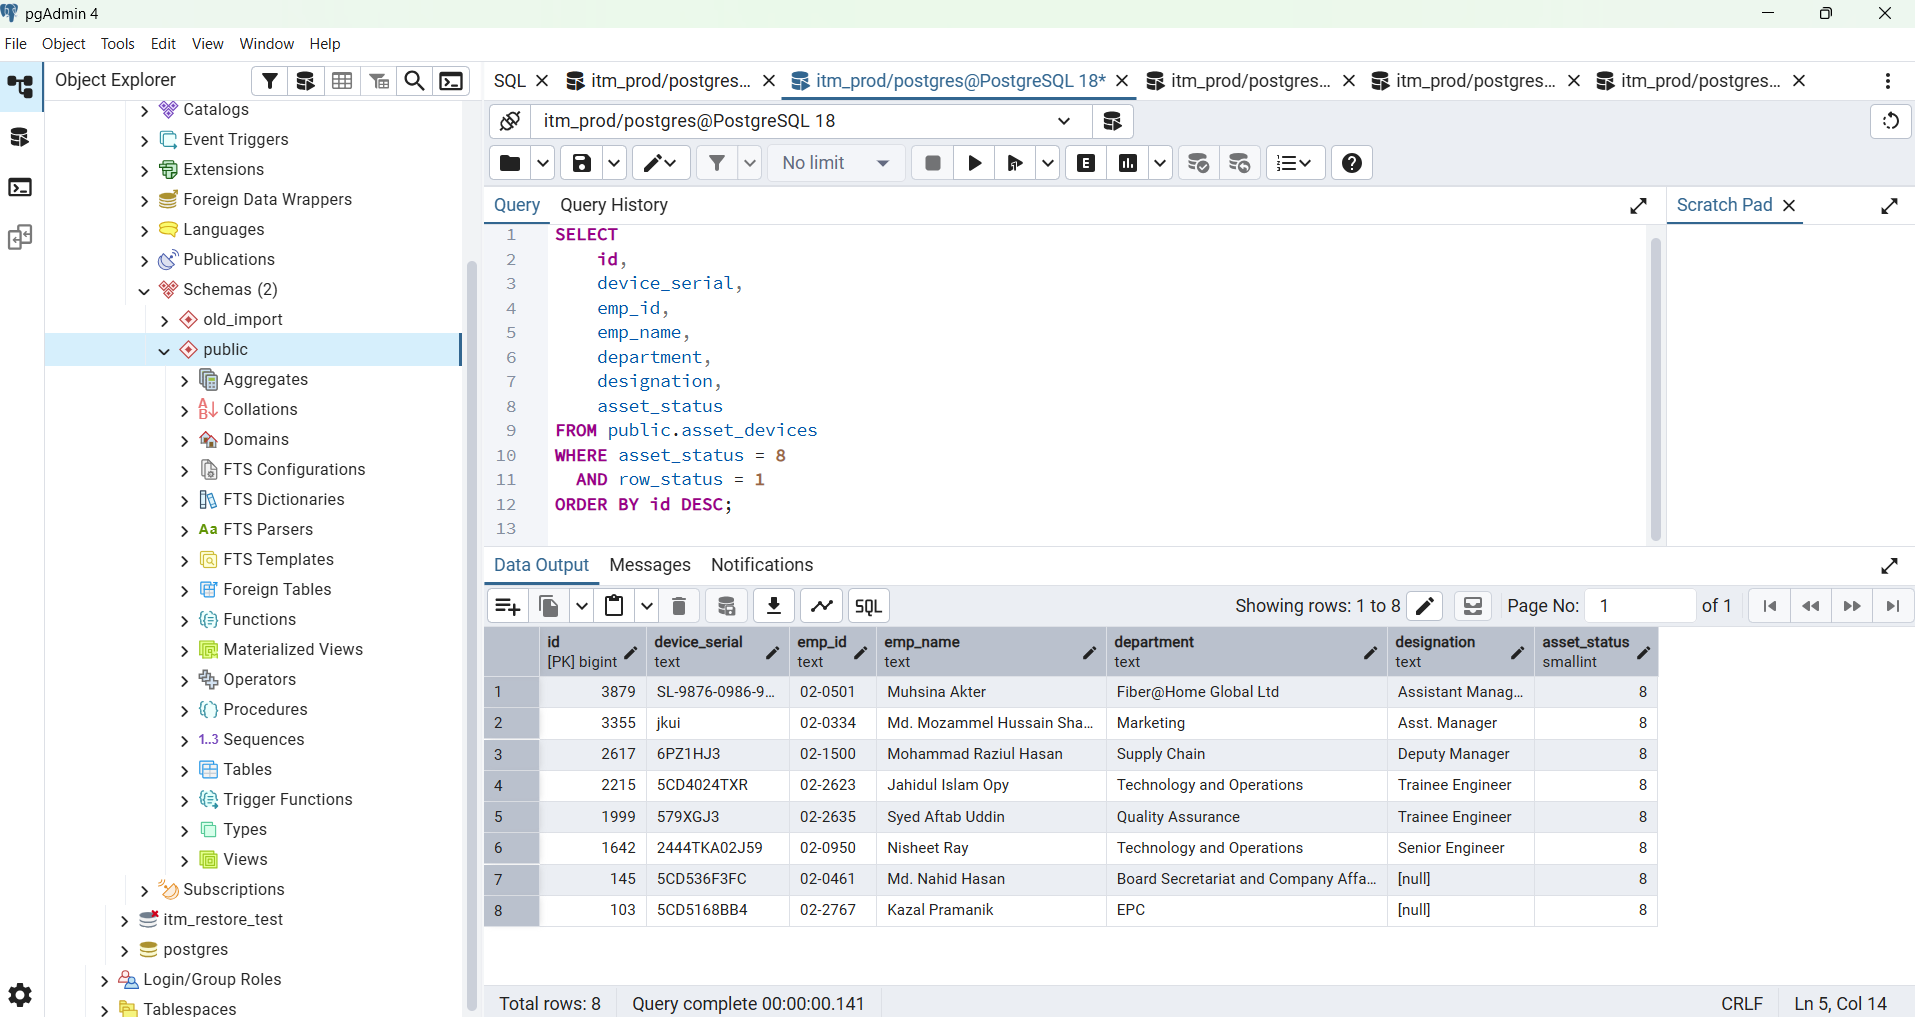 pgAdmin 4
File Object Tools Edit View Window Help
Object Explorer
SQL itm_prod/postgres... itm_prod/postgres@PostgreSQL 18* itm_prod/postgres... itm_prod/postgres... itm_prod/postgres...
Catalogs
Event Triggers
Extensions
Foreign Data Wrappers
Languages
Publications
Schemas (2)
old_import
public
Aggregates
Collations
Domains
FTS Configurations
FTS Dictionaries
Aa FTS Parsers
FTS Templates
Foreign Tables
Functions
Materialized Views
Operators
Procedures
1..3 Sequences
Tables
Trigger Functions
Types
Views
Subscriptions
itm_restore_test
postgres
Login/Group Roles
Tablespaces
itm_prod/postgres@PostgreSQL 18
No limit
E
Query Query History
Scratch Pad
1 SELECT
2 id,
3 device_serial,
4 emp_id,
5 emp_name,
6 department,
7 designation,
8 asset_status
9 FROM public.asset_devices
10 WHERE asset_status = 8
11 AND row_status = 1
12 ORDER BY id DESC;
13
Data Output Messages Notifications
SQL Showing rows: 1 to 8 Page No: 1 of 1
id device_serial emp_id emp_name department designation asset_status
[PK] bigint text text text text text smallint
1 3879 SL-9876-0986-9... 02-0501 Muhsina Akter Fiber@Home Global Ltd Assistant Manag... 8
2 3355 jkui 02-0334 Md. Mozammel Hussain Sha... Marketing Asst. Manager 8
3 2617 6PZ1HJ3 02-1500 Mohammad Raziul Hasan Supply Chain Deputy Manager 8
4 2215 5CD4024TXR 02-2623 Jahidul Islam Opy Technology and Operations Trainee Engineer 8
5 1999 579XGJ3 02-2635 Syed Aftab Uddin Quality Assurance Trainee Engineer 8
6 1642 2444TKA02J59 02-0950 Nisheet Ray Technology and Operations Senior Engineer 8
7 145 5CD536F3FC 02-0461 Md. Nahid Hasan Board Secretariat and Company Affa... [null] 8
8 103 5CD5168BB4 02-2767 Kazal Pramanik EPC [null] 8
Total rows: 8 Query complete 00:00:00.141 CRLF Ln 5, Col 14